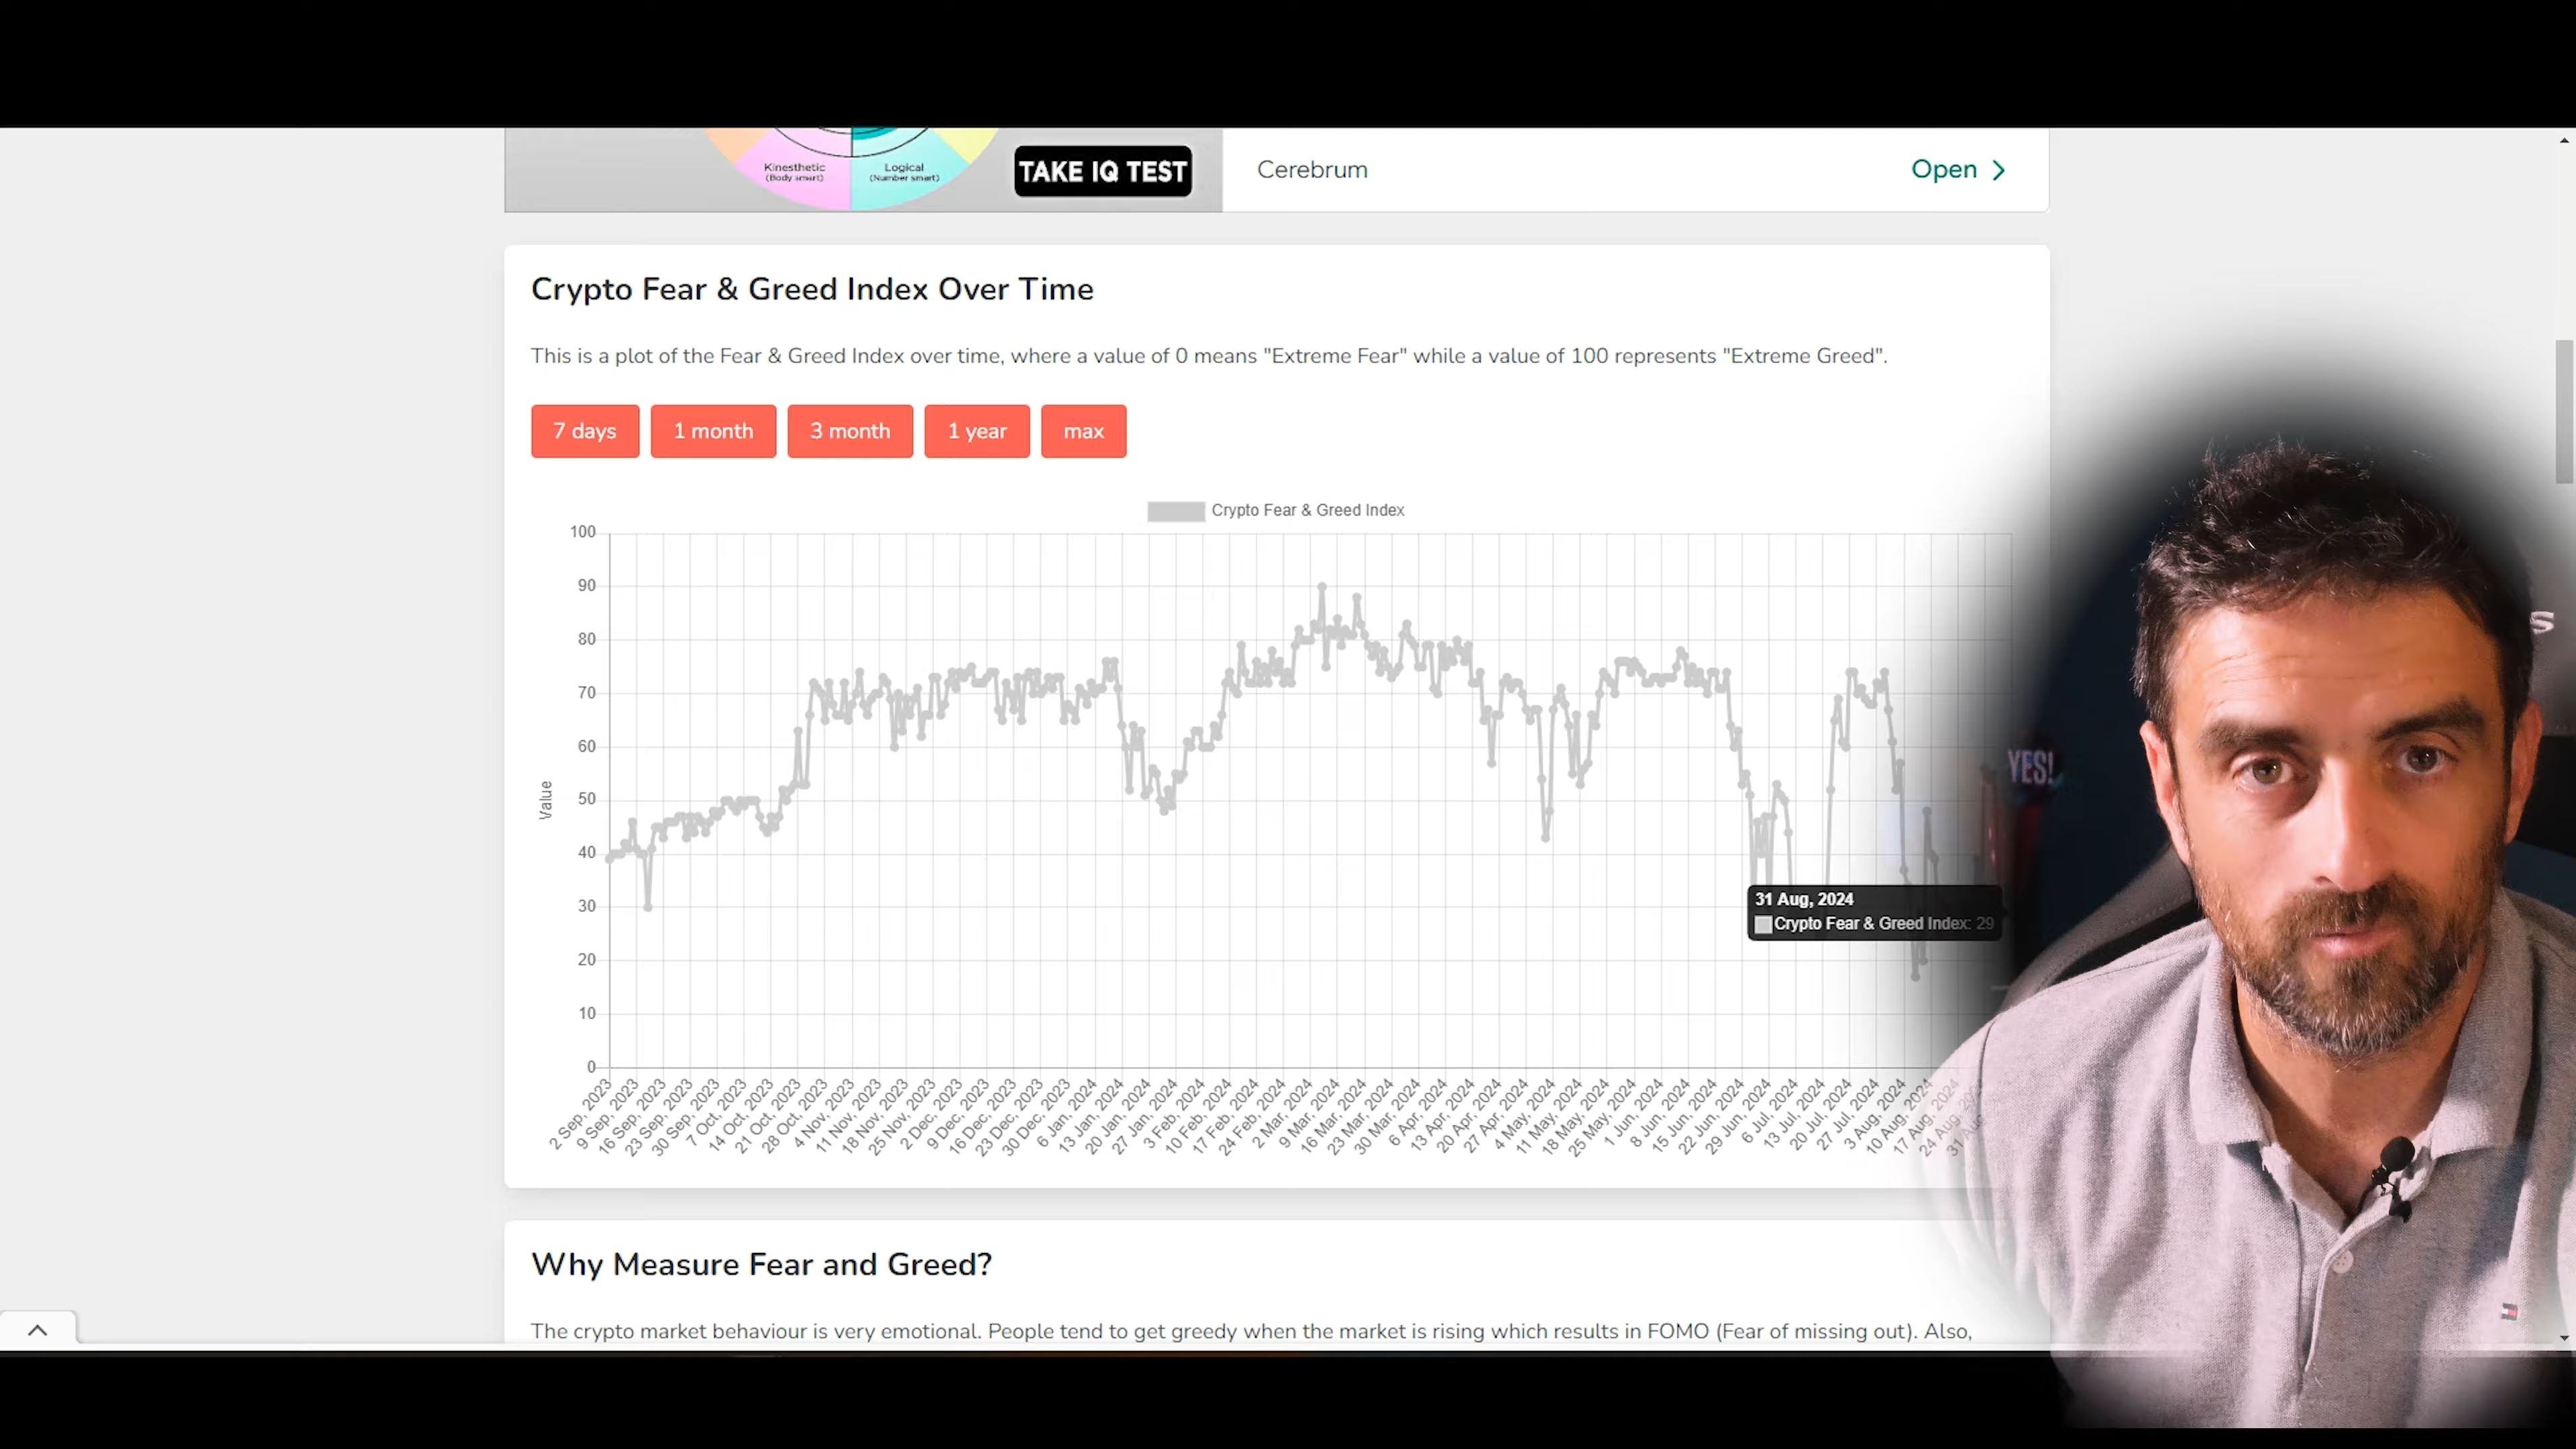 Kinesthetic
(Body smart)
Logical
(Number smart)
TAKE IQ TEST
Cerebrum
Open
Crypto Fear & Greed Index Over Time
This is a plot of the Fear & Greed Index over time, where a value of 0 means "Extreme Fear" while a value of 100 represents "Extreme Greed".
7 days
1 month
3 month
1 year
max
Crypto Fear & Greed Index
100
90
80
70
60
50
40
30
20
10
0
Value
YES!
31 Aug, 2024
Crypto Fear & Greed Index: 29
2 Sep, 2023
9 Sep, 2023
16 Sep, 2023
23 Sep, 2023
30 Sep, 2023
7 Oct, 2023
14 Oct, 2023
21 Oct, 2023
28 Oct, 2023
4 Nov, 2023
11 Nov, 2023
18 Nov, 2023
25 Nov, 2023
2 Dec, 2023
9 Dec, 2023
16 Dec, 2023
23 Dec, 2023
30 Dec, 2023
6 Jan, 2024
13 Jan, 2024
20 Jan, 2024
27 Jan, 2024
3 Feb, 2024
10 Feb, 2024
17 Feb, 2024
24 Feb, 2024
2 Mar, 2024
9 Mar, 2024
16 Mar, 2024
23 Mar, 2024
30 Mar, 2024
6 Apr, 2024
13 Apr, 2024
20 Apr, 2024
27 Apr, 2024
4 May, 2024
11 May, 2024
18 May, 2024
25 May, 2024
1 Jun, 2024
8 Jun, 2024
15 Jun, 2024
22 Jun, 2024
29 Jun, 2024
6 Jul, 2024
13 Jul, 2024
20 Jul, 2024
27 Jul, 2024
3 Aug, 2024
10 Aug, 2024
17 Aug, 2024
24 Aug, 
31 Aug
Why Measure Fear and Greed?
The crypto market behaviour is very emotional. People tend to get greedy when the market is rising which results in FOMO (Fear of missing out). Also,